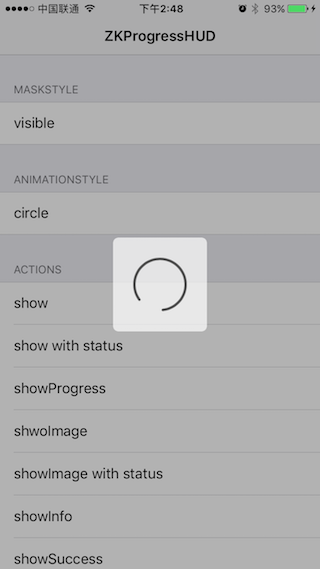 中国联通 下午2:48 93%
ZKProgressHUD
MASKSTYLE
visible
ANIMATIONSTYLE
circle
ACTIONS
show
show with status
showProgress
shwoImage
showImage with status
showInfo
showSuccess